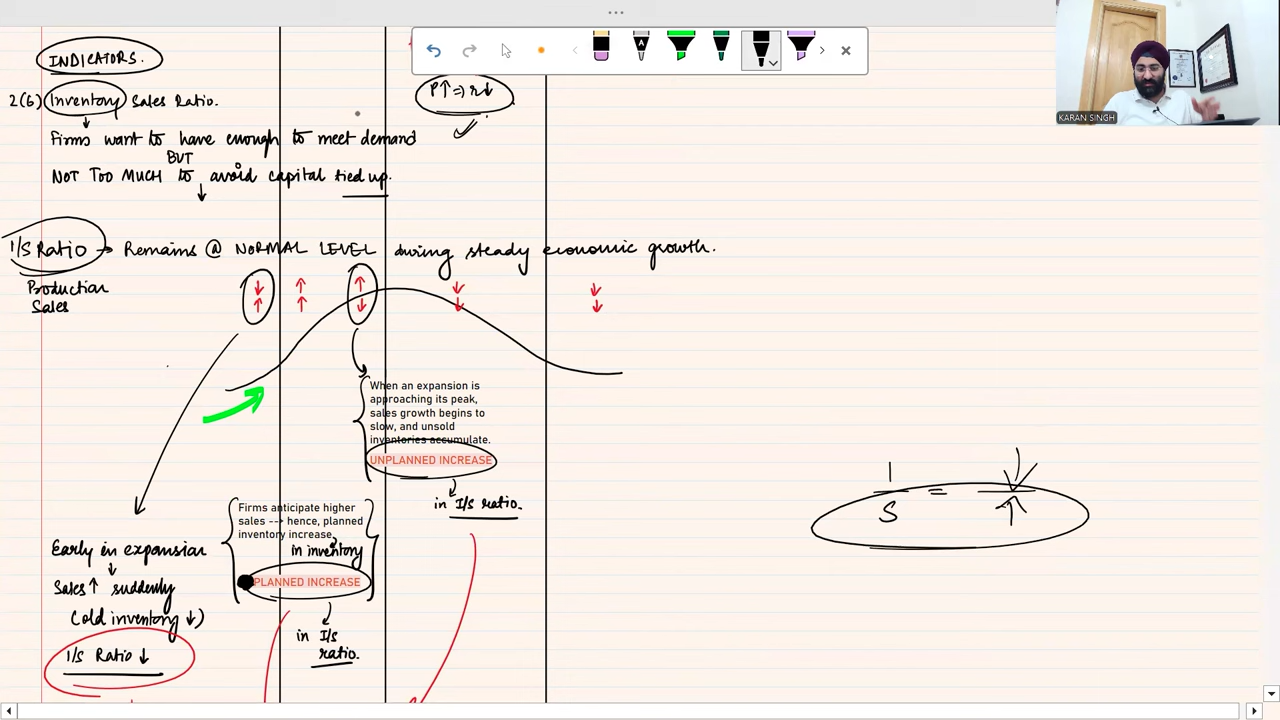 INDICATORS.
2(6) Inventory Sales Ratio.
P↑ ⇒ r↓
Firms want to have enough to meet demand
BUT
NOT TOO MUCH to avoid capital tied up.
I/S Ratio → Remains @ NORMAL LEVEL during steady economic growth.
Production ↓ ↑ ↑ ↓ ↓
Sales ↑ ↑ ↓ ↓ ↓
When an expansion is
approaching its peak,
sales growth begins to
slow, and unsold
inventories accumulate.
UNPLANNED INCREASE
in I/S ratio.
Firms anticipate higher
sales --> hence, planned
inventory increase.
in inventory
PLANNED INCREASE
in I/S
ratio.
Early in expansion
↓
Sales ↑ suddenly
(old inventory ↓)
I/S Ratio ↓
I/S = ↓/↑
KARAN SINGH
A